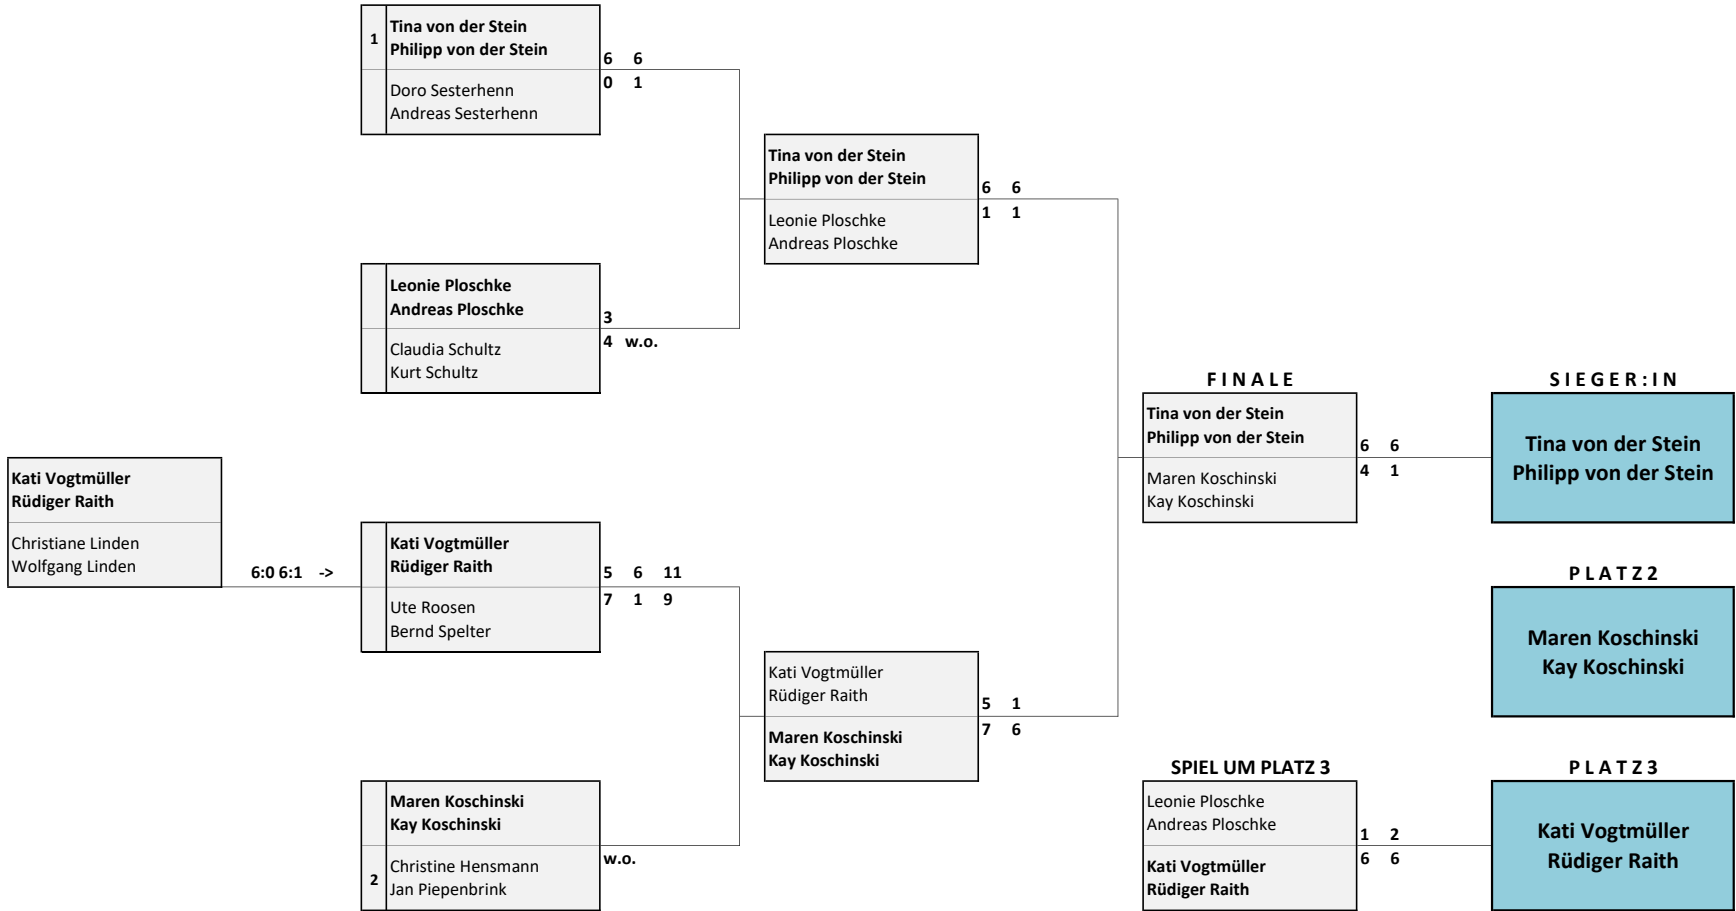 1
Tina von der Stein
Philipp von der Stein
6 6
0 1
Doro Sesterhenn
Andreas Sesterhenn
Tina von der Stein
Philipp von der Stein
6 6
1 1
Leonie Ploschke
Andreas Ploschke
Leonie Ploschke
Andreas Ploschke
3
4 w.o.
Claudia Schultz
Kurt Schultz
FINALE
Tina von der Stein
Philipp von der Stein
6 6
4 1
Maren Koschinski
Kay Koschinski
SIEGER:IN
Tina von der Stein
Philipp von der Stein
Kati Vogtmüller
Rüdiger Raith
Christiane Linden
Wolfgang Linden
6:0 6:1 ->
Kati Vogtmüller
Rüdiger Raith
5 6 11
7 1 9
Ute Roosen
Bernd Spelter
PLATZ 2
Maren Koschinski
Kay Koschinski
Kati Vogtmüller
Rüdiger Raith
5 1
7 6
Maren Koschinski
Kay Koschinski
Maren Koschinski
Kay Koschinski
w.o.
2
Christine Hensmann
Jan Piepenbrink
SPIEL UM PLATZ 3
Leonie Ploschke
Andreas Ploschke
1 2
6 6
Kati Vogtmüller
Rüdiger Raith
PLATZ 3
Kati Vogtmüller
Rüdiger Raith